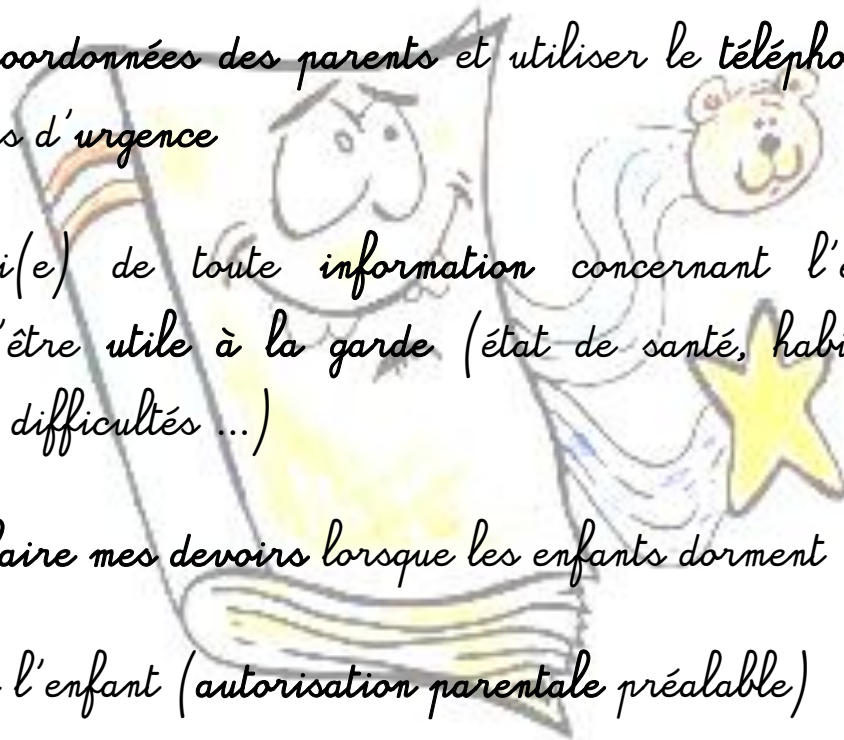 oordonnées des parents et utiliser le télépho
s d'urgence
i(e) de toute information concernant l'e
'être utile à la garde (état de santé, habi
difficultés ...)
aire mes devoirs lorsque les enfants dorment
l'enfant (autorisation parentale préalable)